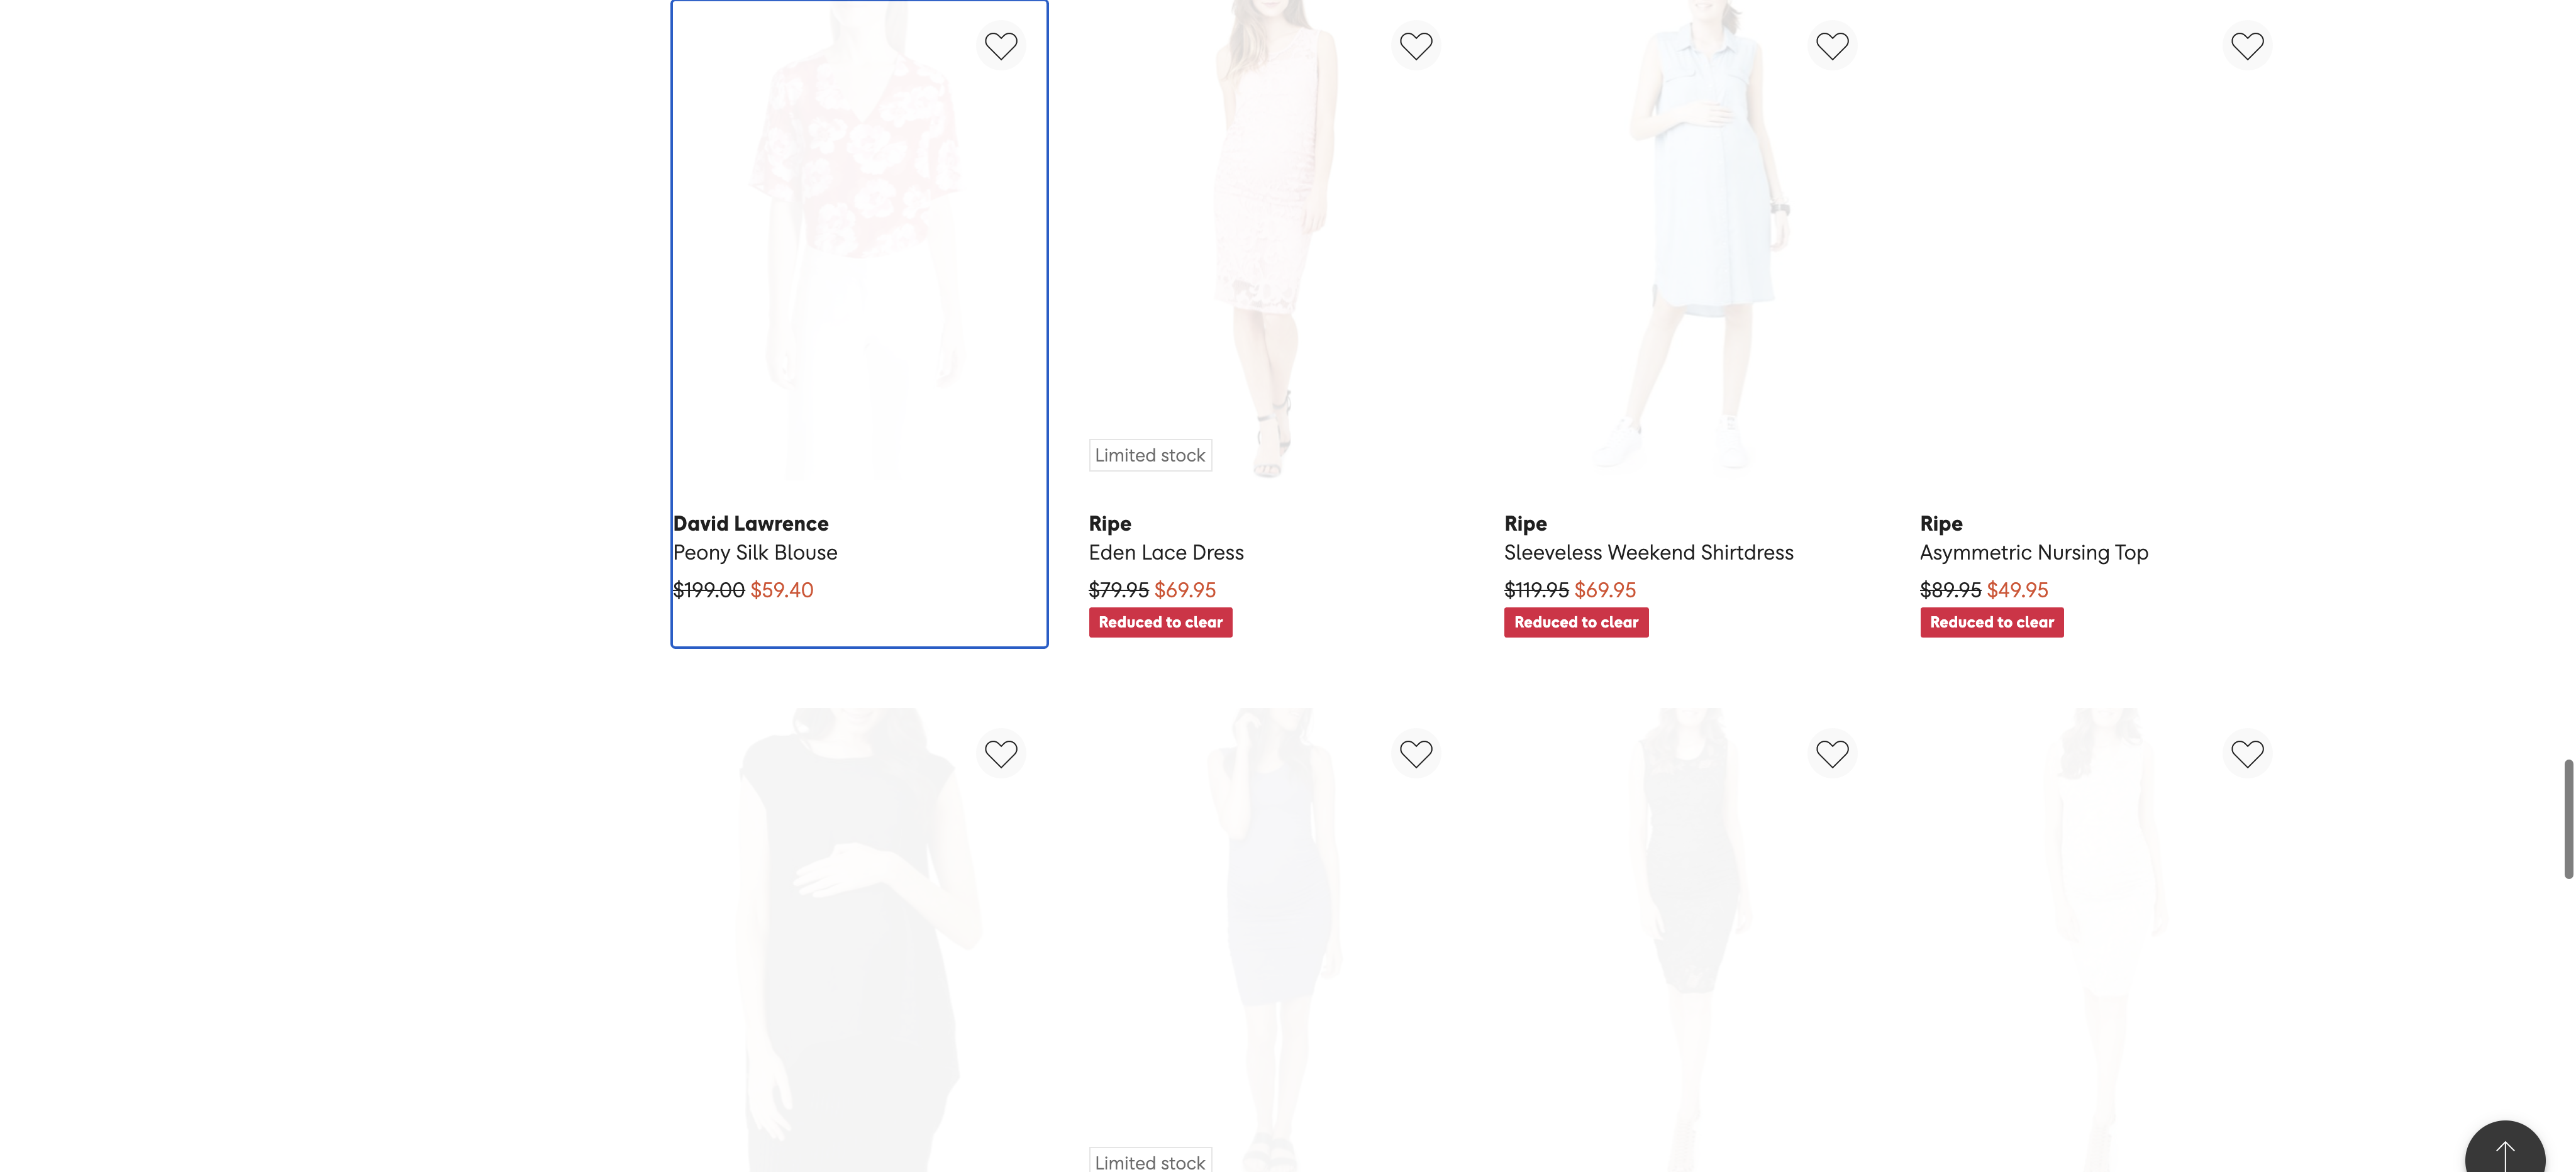 Limited stock
David Lawrence
Peony Silk Blouse
$199.00 $59.40
Ripe
Eden Lace Dress
$79.95 $69.95
Reduced to clear
Ripe
Sleeveless Weekend Shirtdress
$119.95 $69.95
Reduced to clear
Ripe
Asymmetric Nursing Top
$89.95 $49.95
Reduced to clear
Limited stock